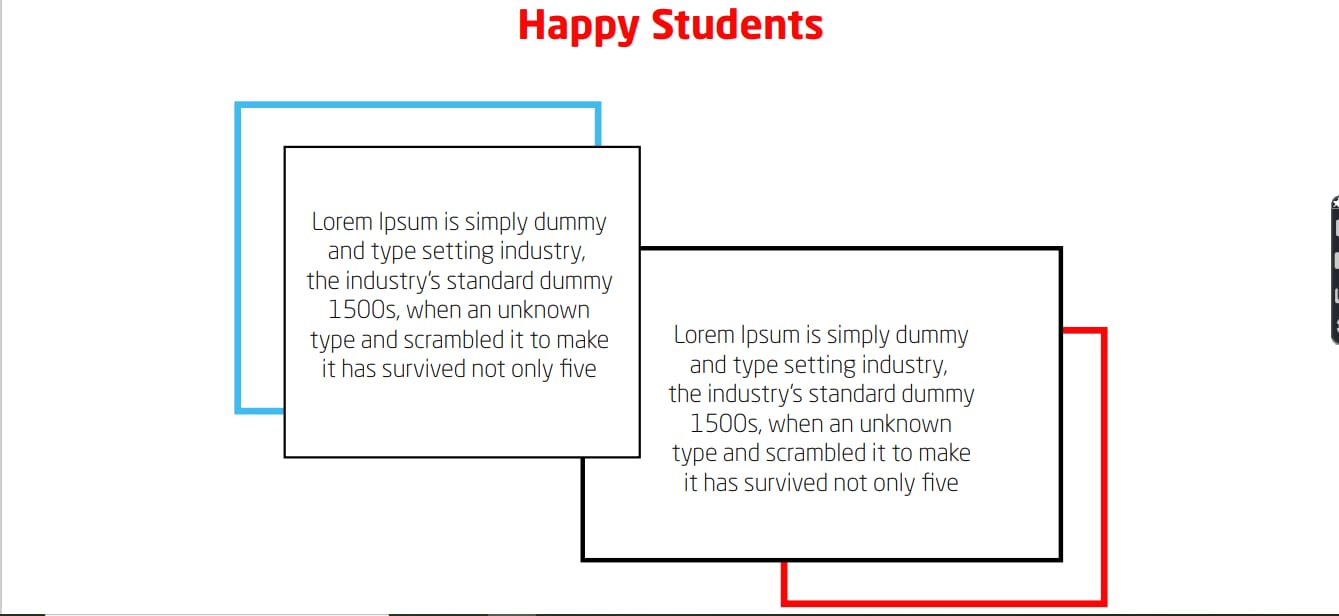 Happy Students
Lorem Ipsum is simply dummy
and type setting industry,
the industry's standard dummy
1500s, when an unknown
type and scrambled it to make
it has survived not only five
Lorem Ipsum is simply dummy
and type setting industry,
the industry's standard dummy
1500s, when an unknown
type and scrambled it to make
it has survived not only five